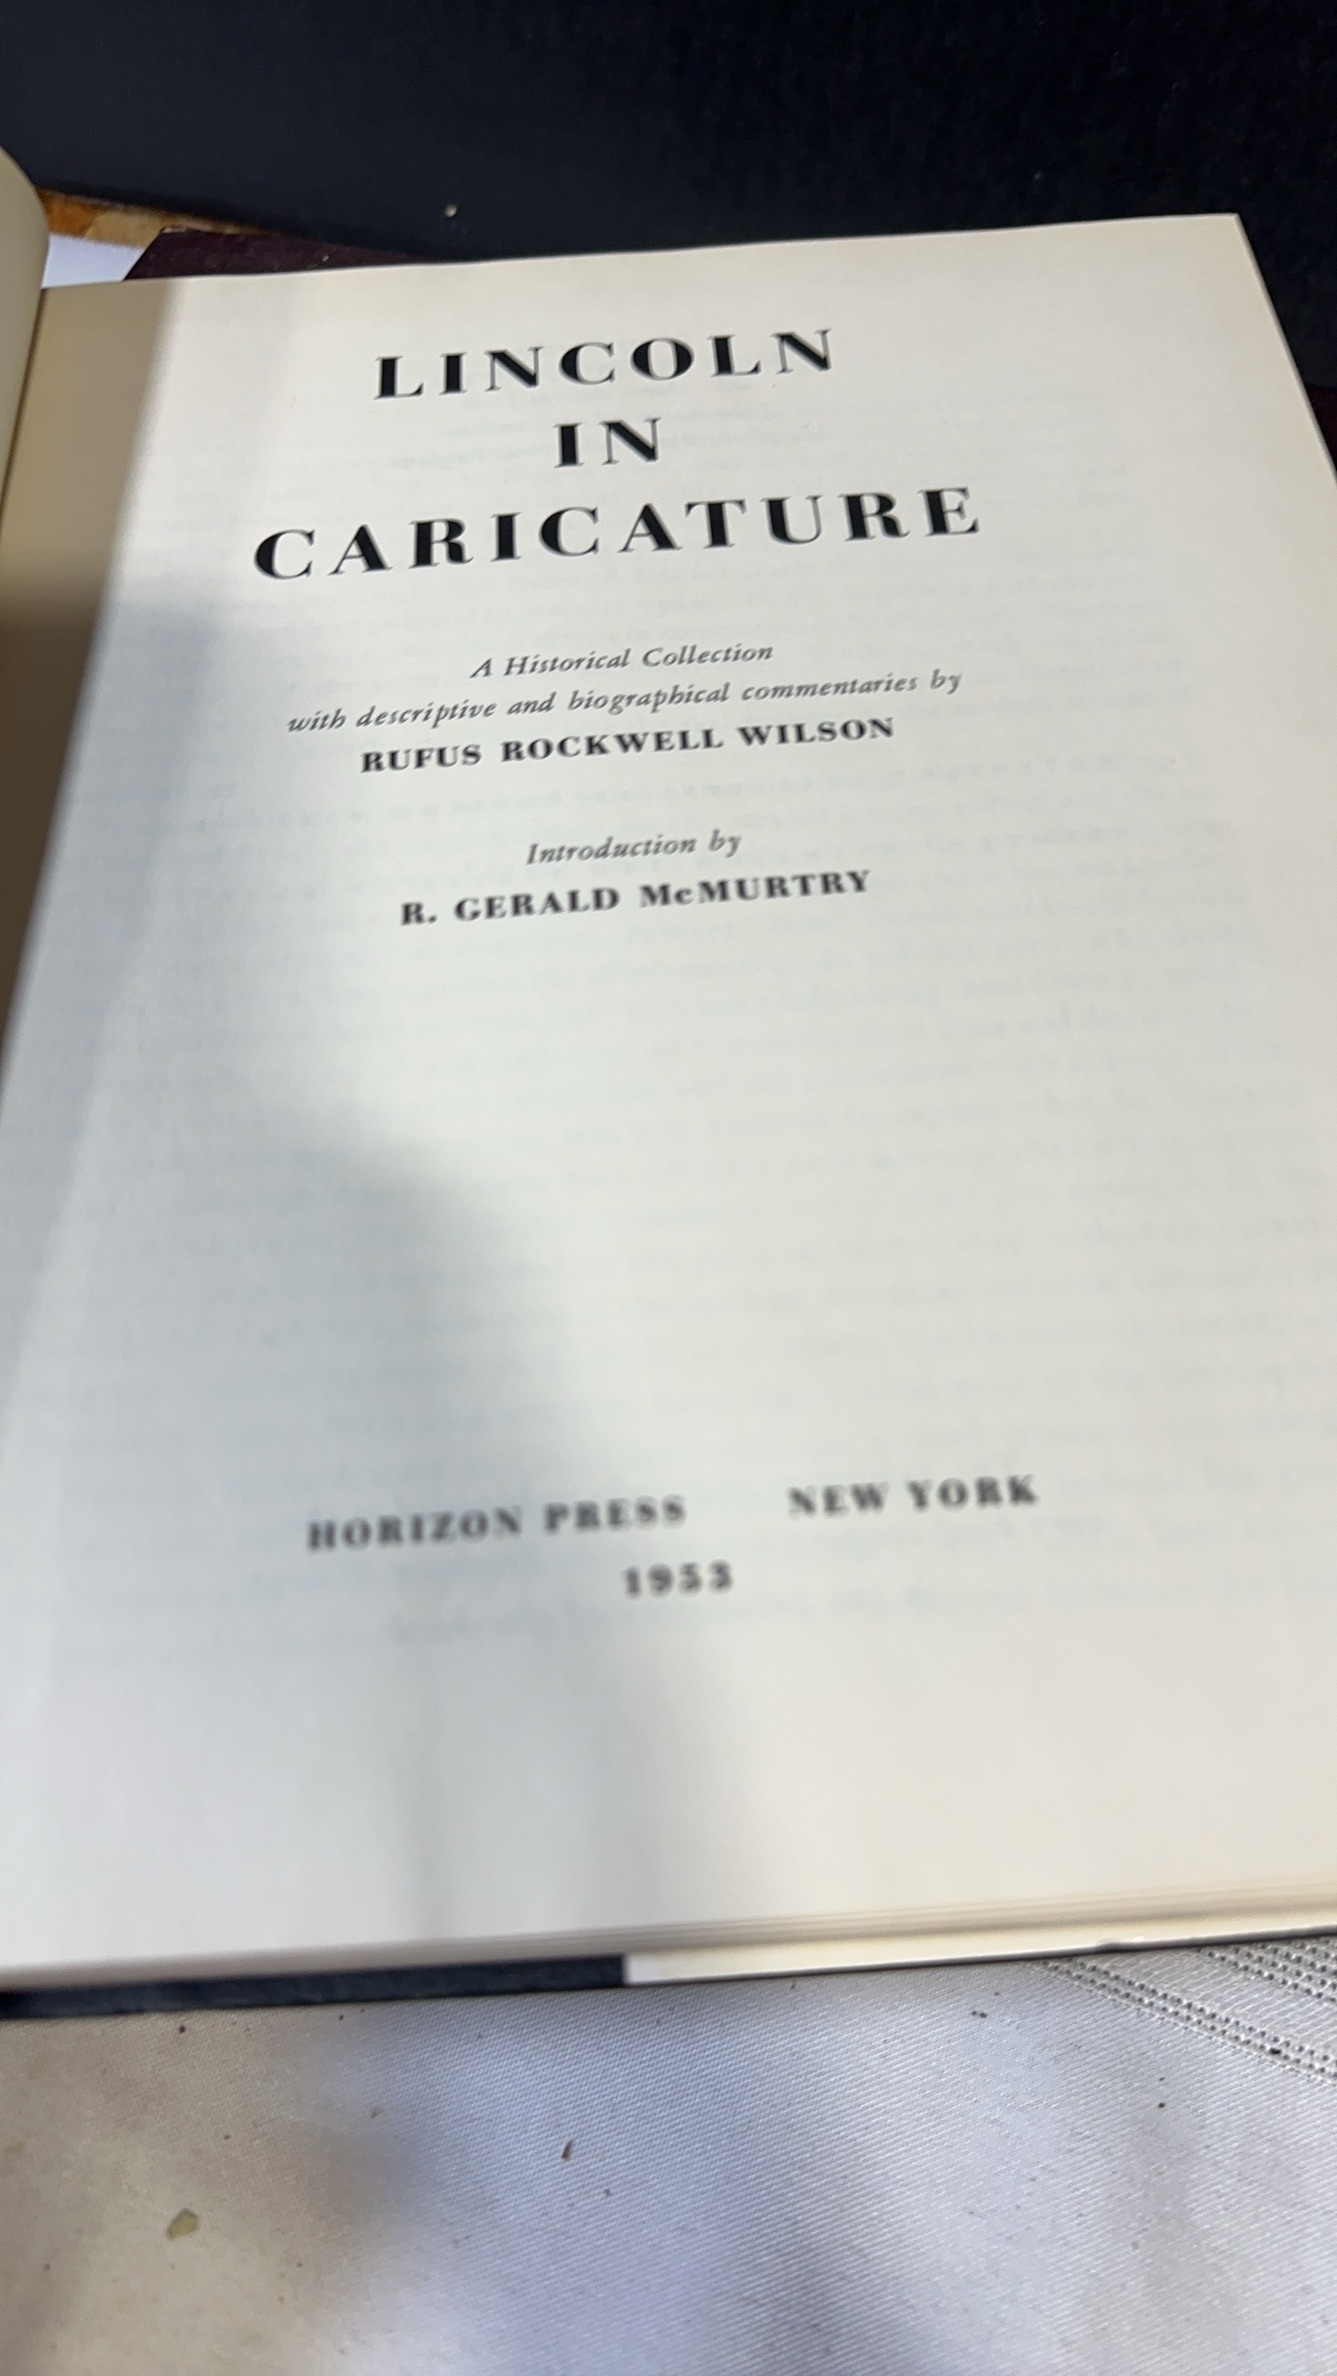 LINCOLN
IN
CARICATURE
A Historical Collection
with descriptive and biographical commentaries by
RUFUS ROCKWELL WILSON
Introduction by
R. GERALD McMURTRY
HORIZON PRESS NEW YORK
1953